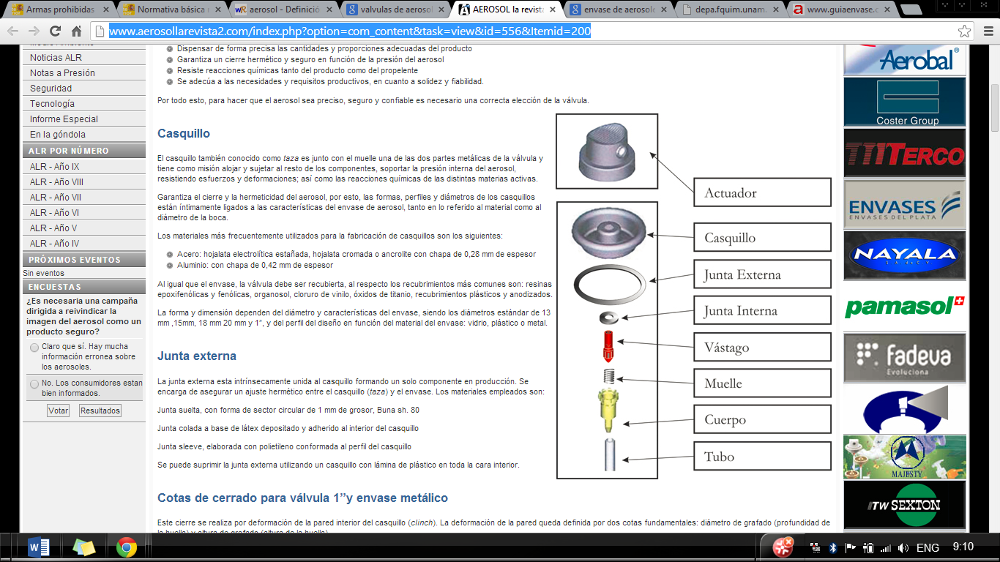 Armas prohibidas
Normativa básica
aerosol - Definició
valvulas de aeroso
AEROSOL la revista
envase de aerosole
depa.fquim.unam.
www.guiaenvase.c
www.aerosollarevista2.com/index.php?option=com_content&task=view&id=556&Itemid=200
Medio Ambiente
Noticias ALR
Notas a Presión
Seguridad
Tecnología
Informe Especial
En la góndola
ALR POR NÚMERO
ALR - Año IX
ALR - Año VIII
ALR - Año VII
ALR - Año VI
ALR - Año V
ALR - Año IV
PRÓXIMOS EVENTOS
Sin eventos
ENCUESTAS
¿Es necesaria una campaña
dirigida a reivindicar la
imagen del aerosol como un
producto seguro?
Claro que sí. Hay mucha
información erronea sobre
los aerosoles.
No. Los consumidores estan
bien informados.
Votar Resultados
Dispensar de forma precisa las cantidades y proporciones adecuadas del producto
Garantiza un cierre hermético y seguro en función de la presión del aerosol
Resiste reacciones químicas tanto del producto como del propelente
Se adecúa a las necesidades y requisitos productivos, en cuanto a solidez y fiabilidad.
Por todo esto, para hacer que el aerosol sea preciso, seguro y confiable es necesario una correcta elección de la válvula.
Casquillo
El casquillo también conocido como taza es junto con el muelle una de las dos partes metálicas de la válvula y
tiene como misión alojar y sujetar al resto de los componentes, soportar la presión interna del aerosol,
resistiendo esfuerzos y deformaciones; así como las reacciones químicas de las distintas materias activas.
Garantiza el cierre y la hermeticidad del aerosol, por esto, las formas, perfiles y diámetros de los casquillos
están íntimamente ligados a las características del envase de aerosol, tanto en lo referido al material como al
diámetro de la boca.
Los materiales más frecuentemente utilizados para la fabricación de casquillos son los siguientes:
Acero: hojalata electrolítica estañada, hojalata cromada o ancrolite con chapa de 0,28 mm de espesor
Aluminio: con chapa de 0,42 mm de espesor
Al igual que el envase, la válvula debe ser recubierta, al respecto los recubrimientos más comunes son: resinas
epoxifenólicas y fenólicas, organosol, cloruro de vinilo, óxidos de titanio, recubrimientos plásticos y anodizados.
La forma y dimensión dependen del diámetro y características del envase, siendo los diámetros estándar de 13
mm ,15mm, 18 mm 20 mm y 1”, y del perfil del diseño en función del material del envase: vidrio, plástico o metal.
Junta externa
La junta externa esta intrínsecamente unida al casquillo formando un solo componente en producción. Se
encarga de asegurar un ajuste hermético entre el casquillo (taza) y el envase. Los materiales empleados son:
Junta suelta, con forma de sector circular de 1 mm de grosor, Buna sh. 80
Junta colada a base de látex depositado y adherido al interior del casquillo
Junta sleeve, elaborada con polietileno conformada al perfil del casquillo
Se puede suprimir la junta externa utilizando un casquillo con lámina de plástico en toda la cara interior.
Cotas de cerrado para válvula 1”y envase metálico
Este cierre se realiza por deformación de la pared interior del casquillo (clinch). La deformación de la pared queda definida por dos cotas fundamentales: diámetro de grafado (profundidad de
la huella) y altura de grafado (altura de la huella)
Actuador
Casquillo
Junta Externa
Junta Interna
Vástago
Muelle
Cuerpo
Tubo
Aerobal
Coster Group
TERCO
ENVASES
ENVASES DEL PLATA
NAYALA
S.A. de C.V.
pamasol
fadeva
Evoluciona
MAJESTY
ITW SEXTON
ENG
9:10